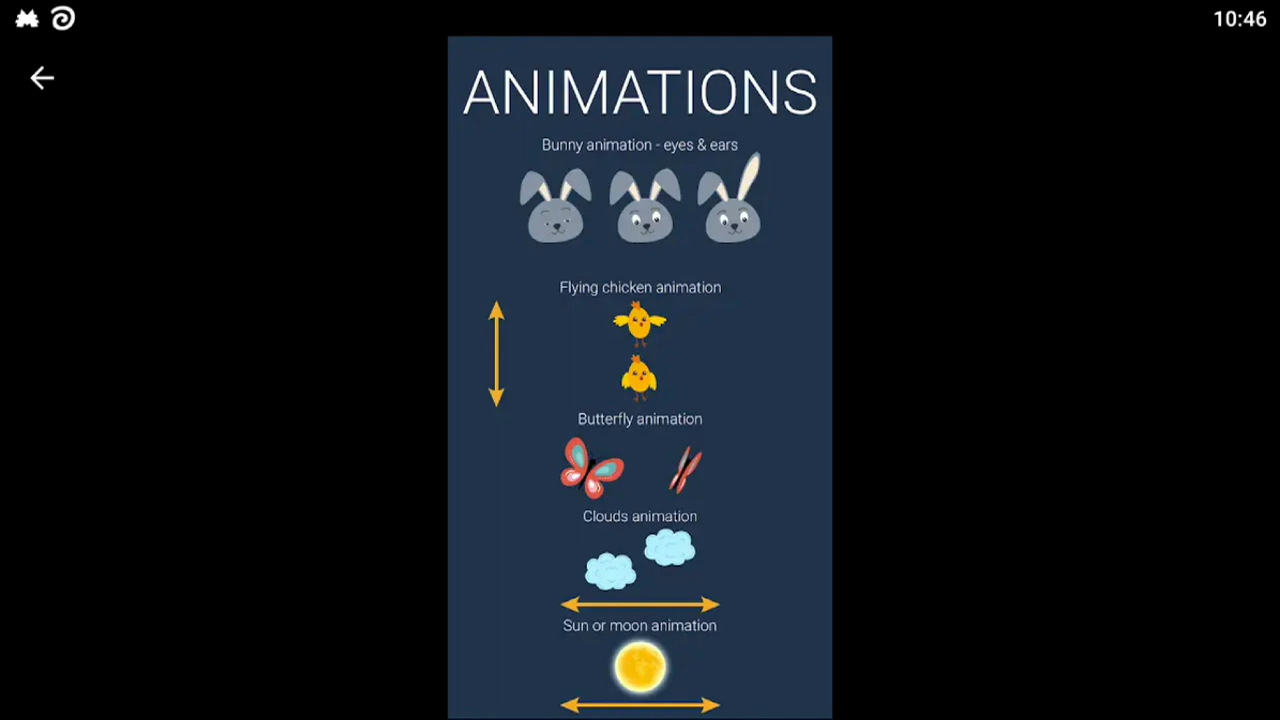 10:46
ANIMATIONS
Bunny animation - eyes & ears
Flying chicken animation
Butterfly animation
Clouds animation
Sun or moon animation